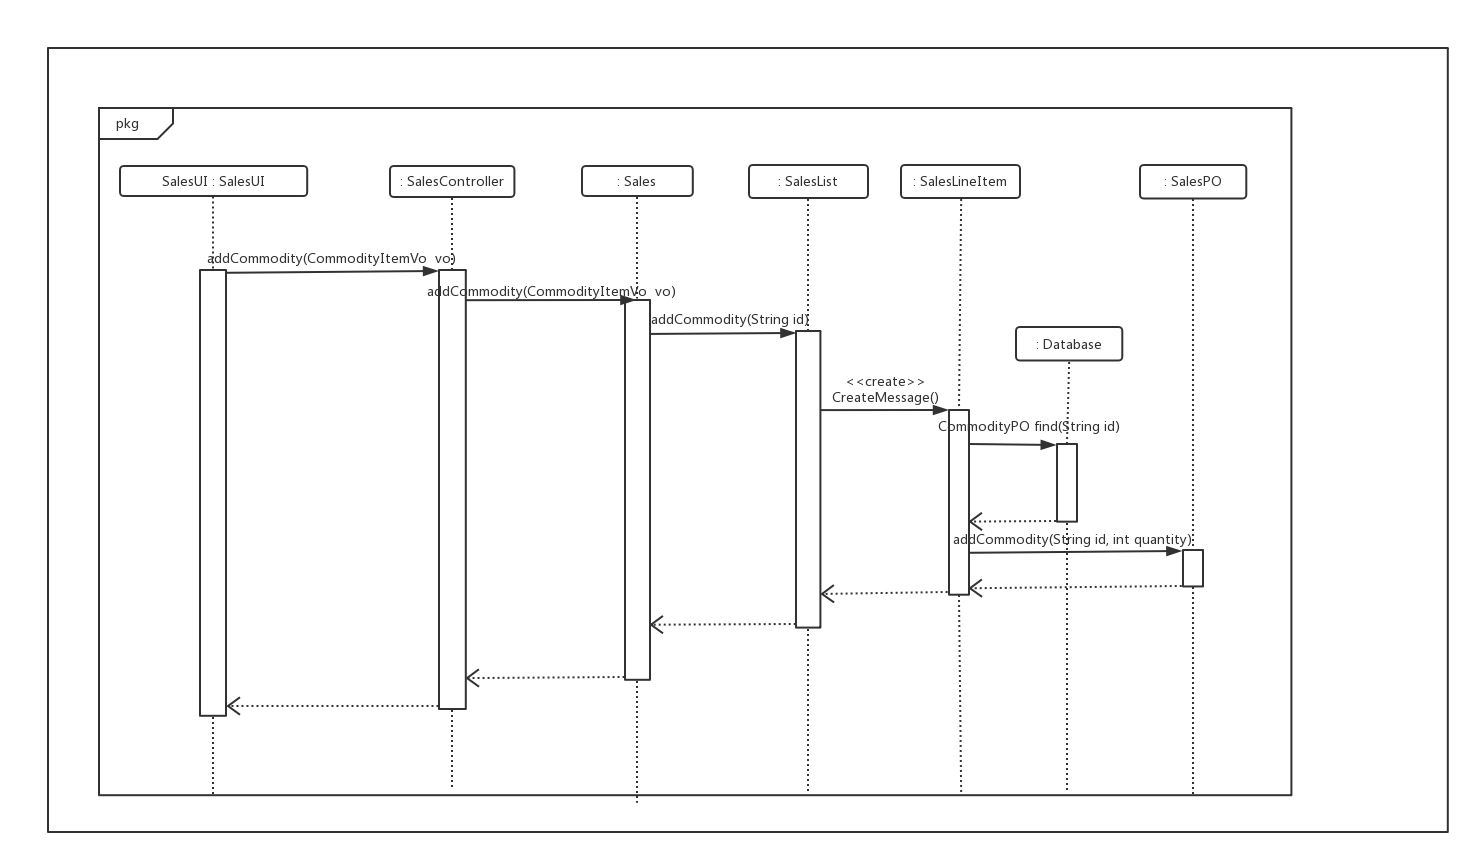 pkg
SalesUI : SalesUI
: SalesController
: Sales
: SalesList
: SalesLineItem
: SalesPO
addCommodity(CommodityItemVo  vo)
addCommodity(CommodityItemVo  vo)
addCommodity(String id)
: Database
<<create>>
CreateMessage()
CommodityPO find(String id)
addCommodity(String id, int quantity)